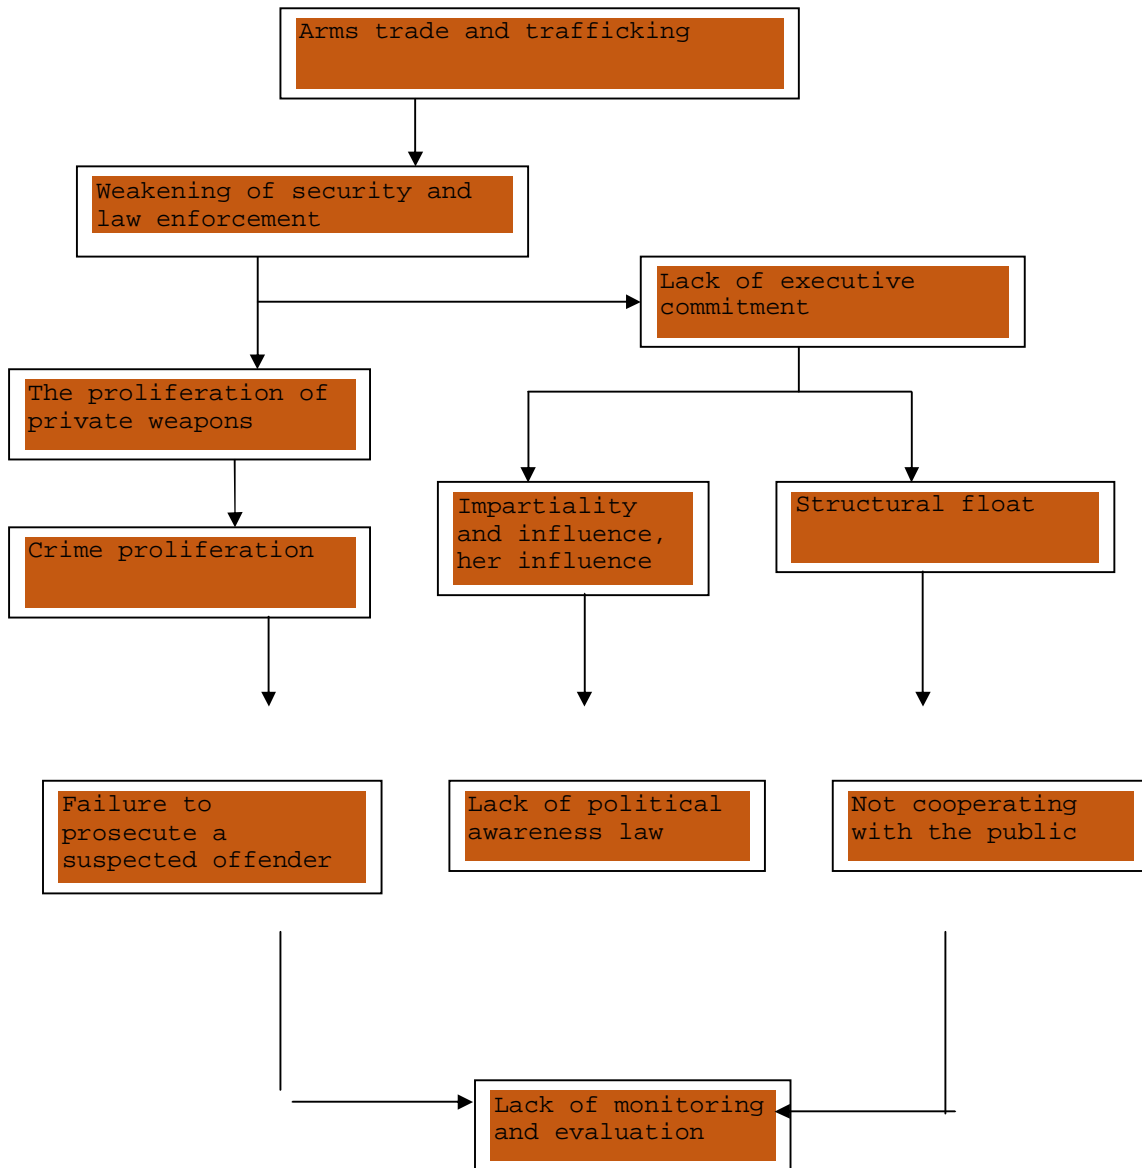 Arms trade and trafficking
Weakening of security and
law enforcement
Lack of executive
commitment
The proliferation of
private weapons
Impartiality
and influence,
her influence
Structural float
Crime proliferation
Failure to
prosecute a
suspected offender
Lack of political
awareness law
Not cooperating
with the public
Lack of monitoring
and evaluation